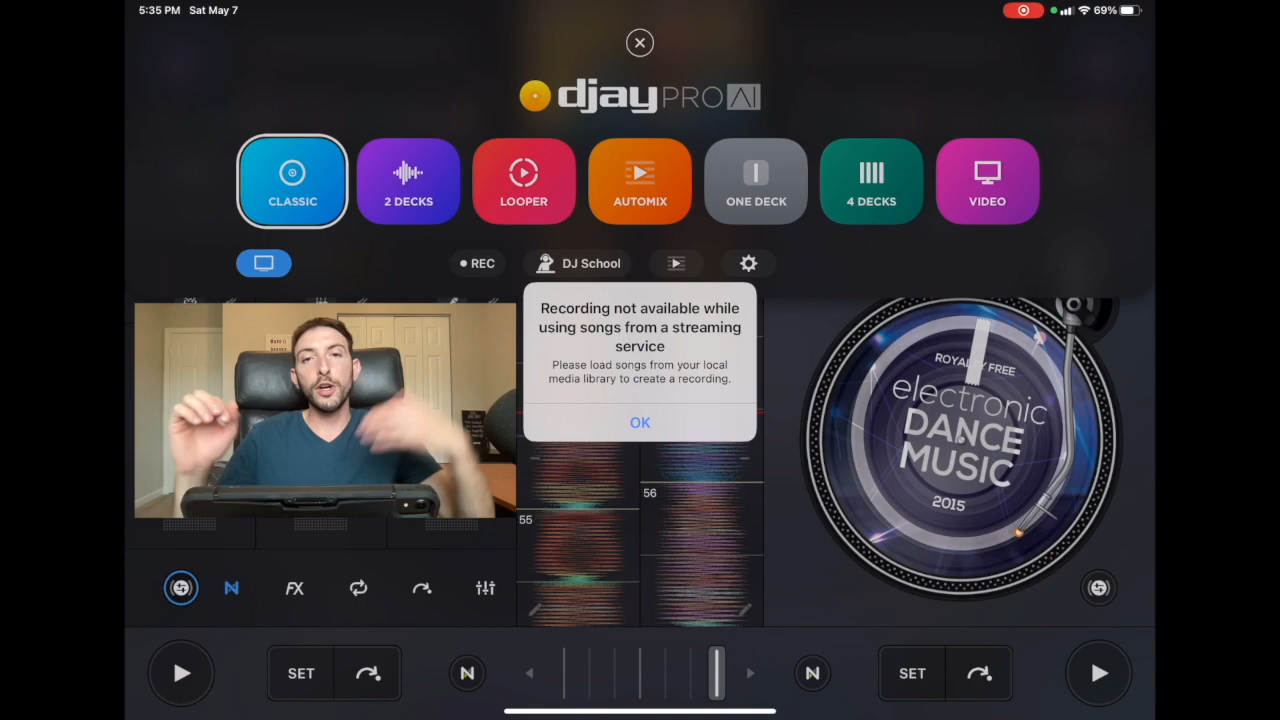 5:35 PM Sat May 7
69%
djay PRO AI
CLASSIC
2 DECKS
LOOPER
AUTOMIX
ONE DECK
4 DECKS
VIDEO
REC
DJ School
Recording not available while
using songs from a streaming
service
Please load songs from your local
media library to create a recording.
OK
ROYALTY FREE
electronic
DANCE
MUSIC
2015
56
55
N
FX
SET
N
N
SET